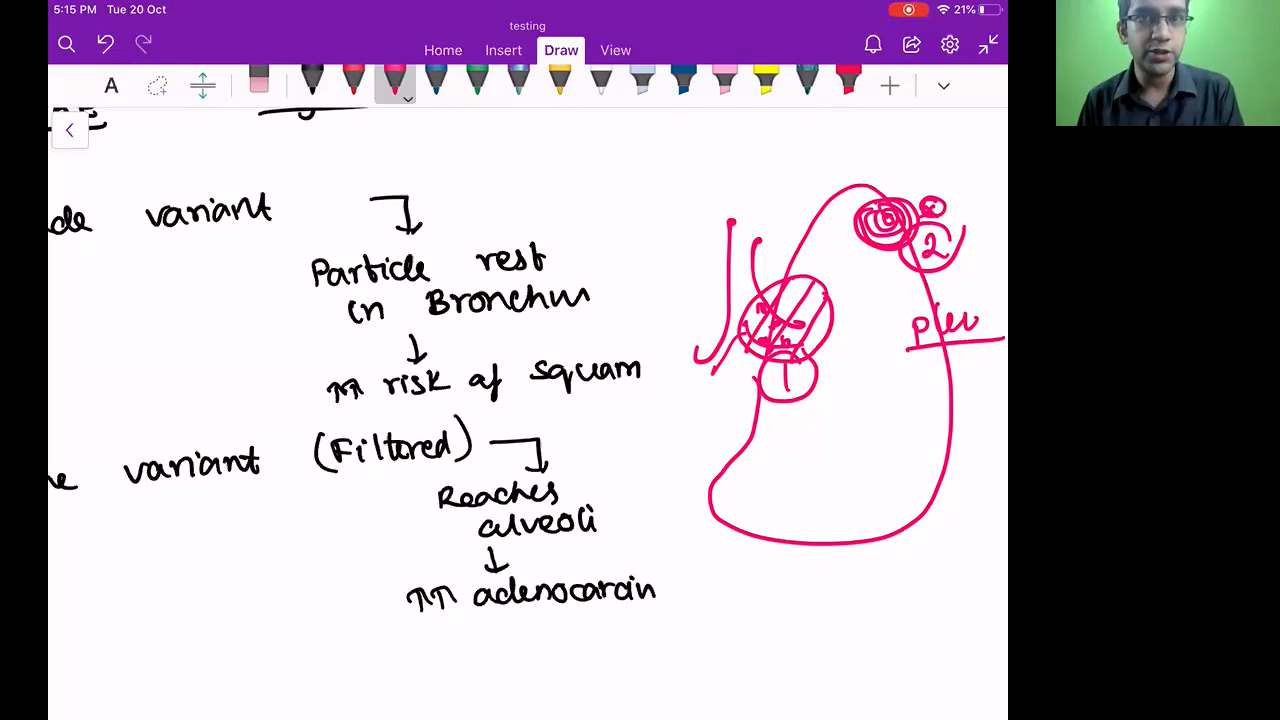 5:15 PM Tue 20 Oct
21%
testing
Home Insert Draw View
A
de variant
Particle rest
in Bronchus
↑↑ risk of squam
e variant (Filtered)
Reaches
alveoli
↑↑ adenocarcin
2
pleu
1